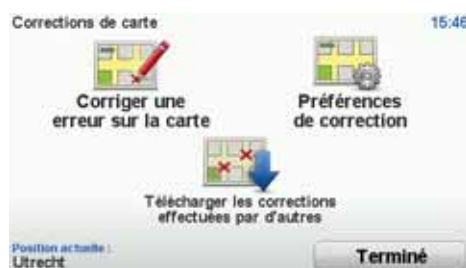 Corrections de carte
15:46
Corriger une
erreur sur la carte
Préférences
de correction
Télécharger les corrections
effectuées par d'autres
Position actuelle :
Utrecht
Terminé